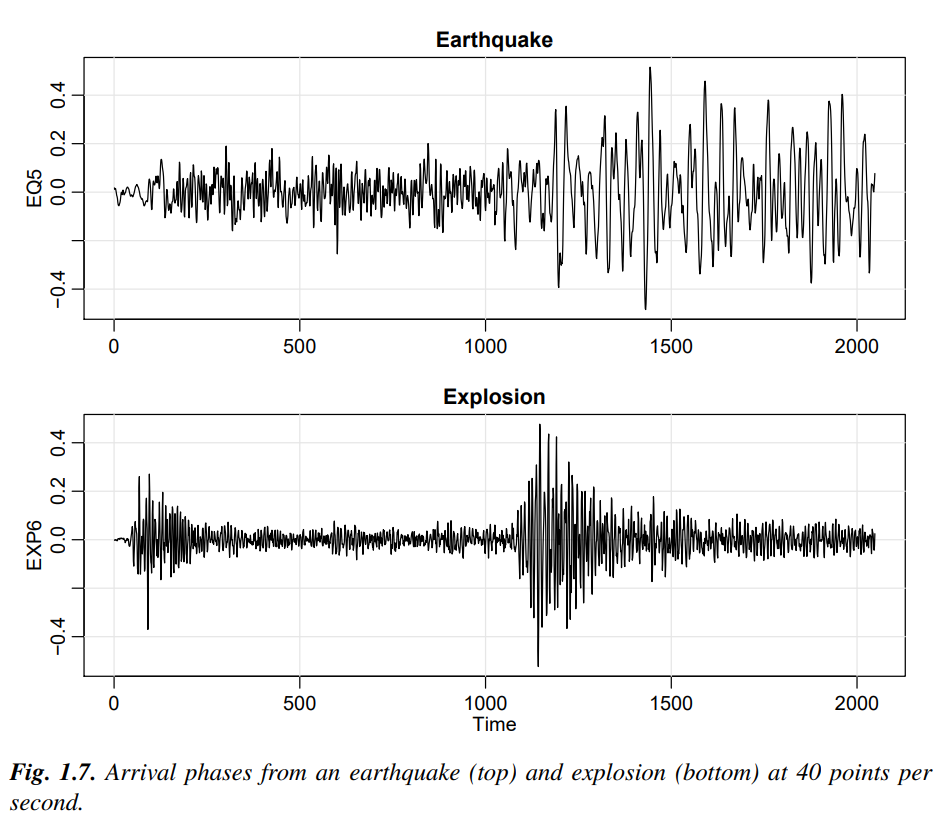 Earthquake
EQ5
0.4
0.2
0.0
−0.4
0 500 1000 1500 2000
Explosion
EXP6
0.4
0.2
0.0
−0.4
0 500 1000 1500 2000
Time
Fig. 1.7. Arrival phases from an earthquake (top) and explosion (bottom) at 40 points per
second.